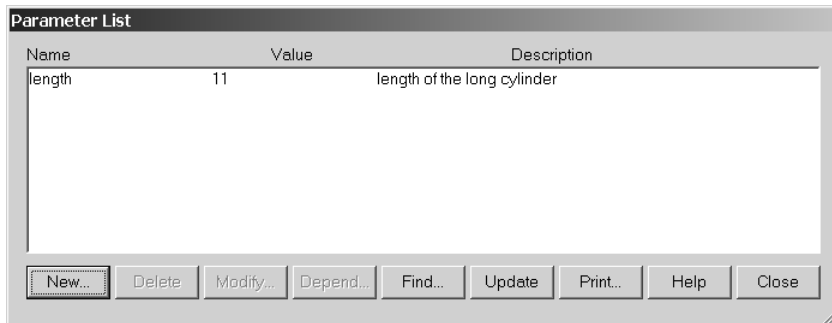 Parameter List
Name Value Description
length 11 length of the long cylinder
New... Delete Modify... Depend... Find... Update Print... Help Close